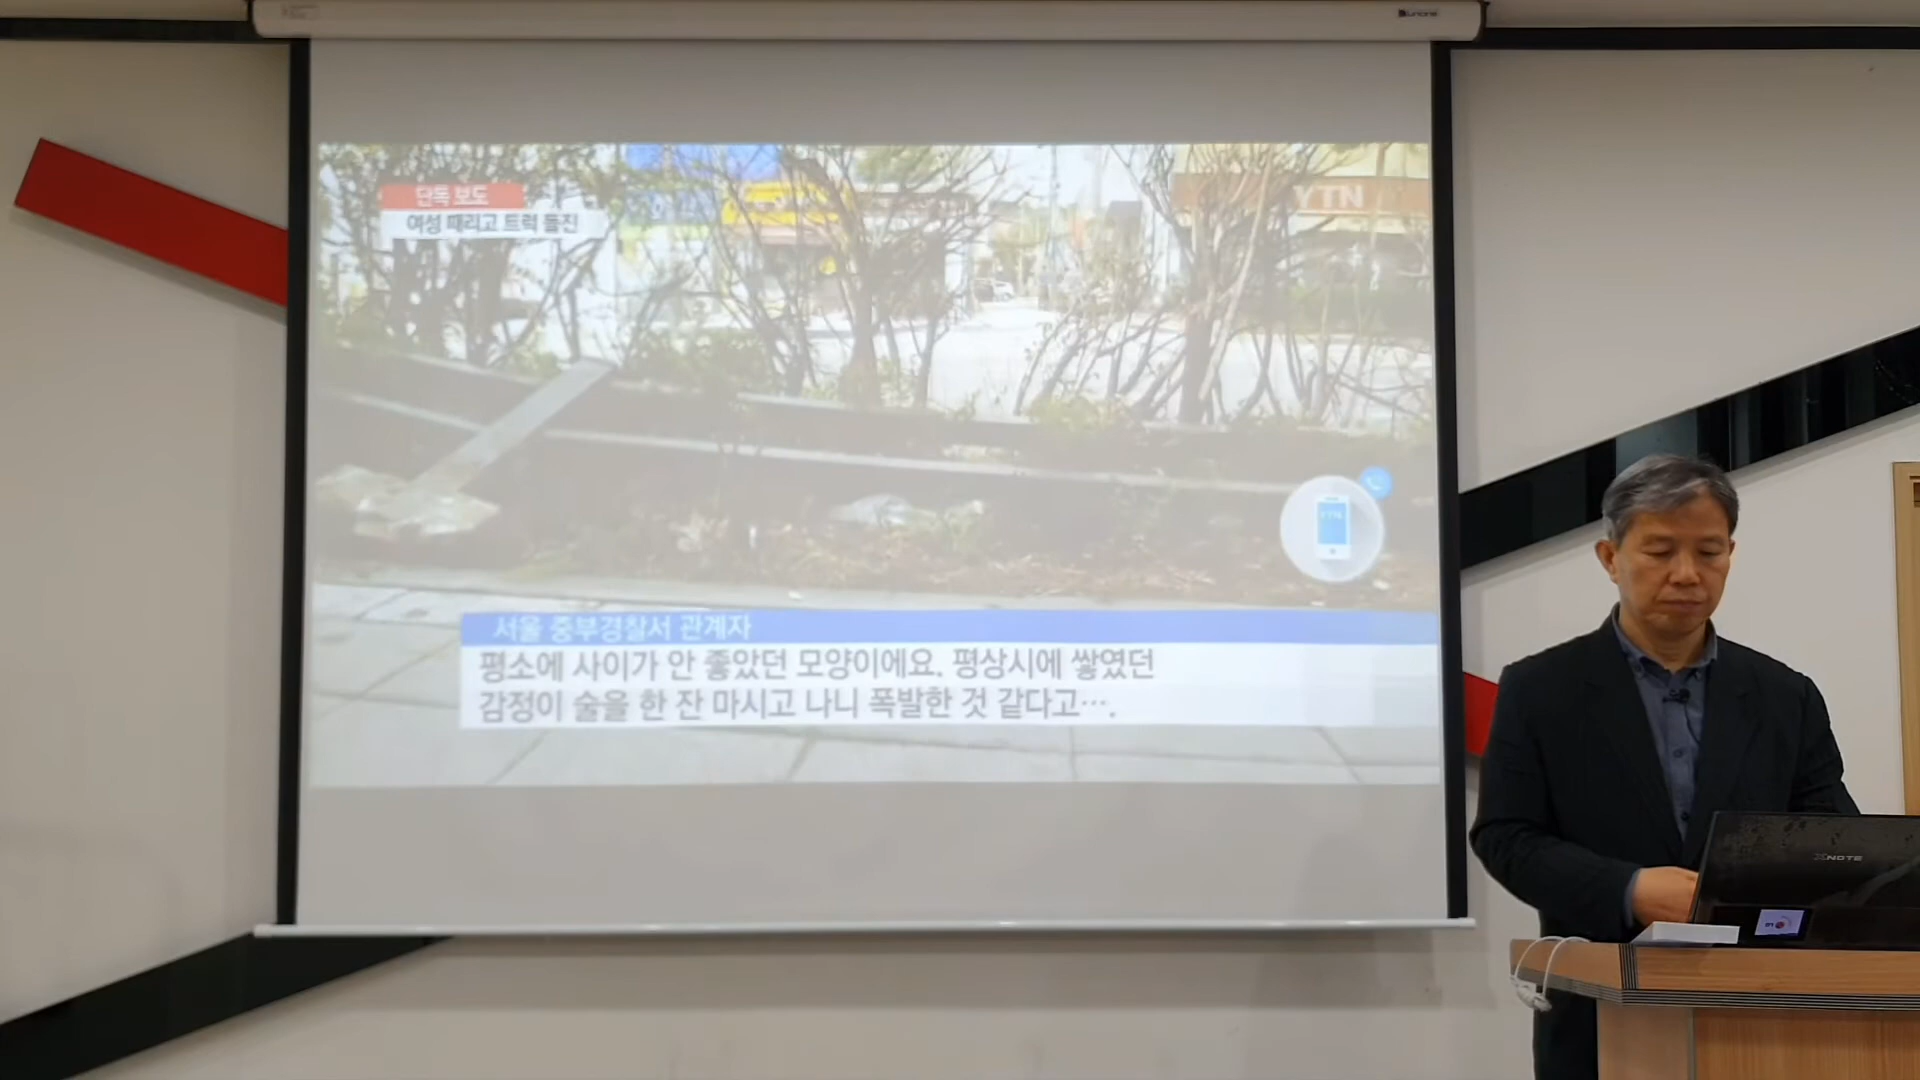 단독 보도
여성 때리고 트럭 돌진
YTN
서울 중부경찰서 관계자
평소에 사이가 안 좋았던 모양이에요. 평상시에 쌓였던
감정이 술을 한 잔 마시고 나니 폭발한 것 같다고….
XNOTE